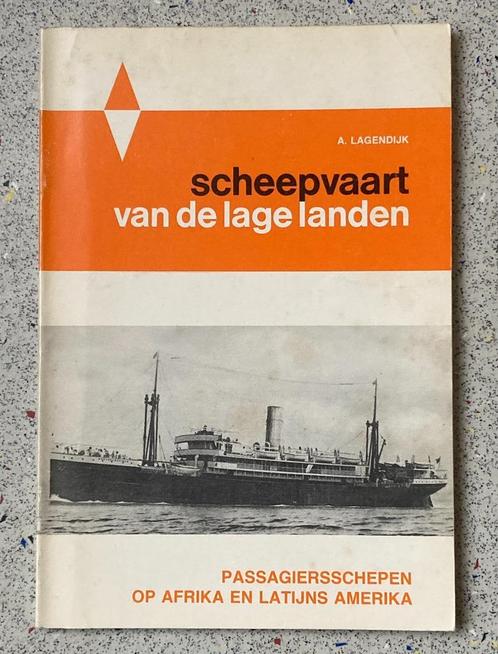 A. LAGENDIJK
scheepvaart
van de lage landen
PASSAGIERSSCHEPEN
OP AFRIKA EN LATIJNS AMERIKA